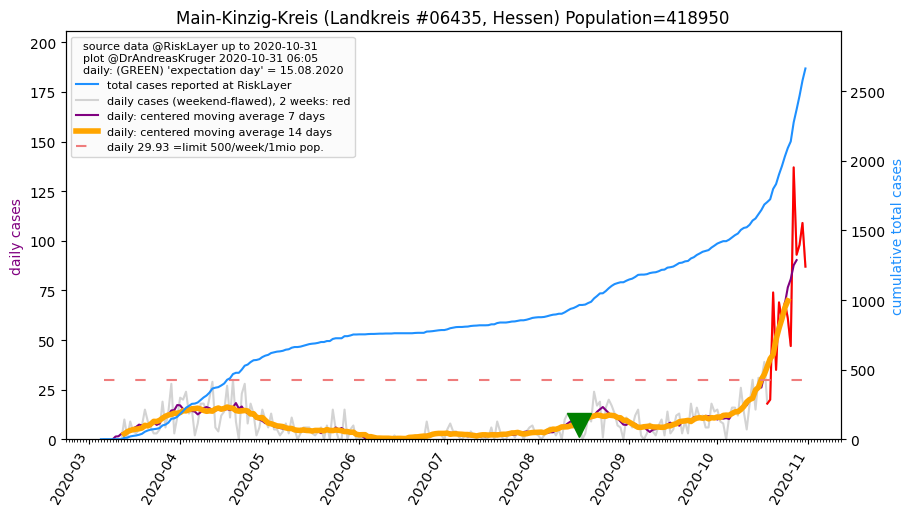 Main-Kinzig-Kreis (Landkreis #06435, Hessen) Population=418950
source data @RiskLayer up to 2020-10-31
plot @DrAndreasKruger 2020-10-31 06:05
daily: (GREEN) 'expectation day' = 15.08.2020
total cases reported at RiskLayer
daily cases (weekend-flawed), 2 weeks: red
daily: centered moving average 7 days
daily: centered moving average 14 days
daily 29.93 =limit 500/week/1mio pop.
daily cases
200
175
150
125
100
75
50
25
0
cumulative total cases
2500
2000
1500
1000
500
0
2020-03
2020-04
2020-05
2020-06
2020-07
2020-08
2020-09
2020-10
2020-11